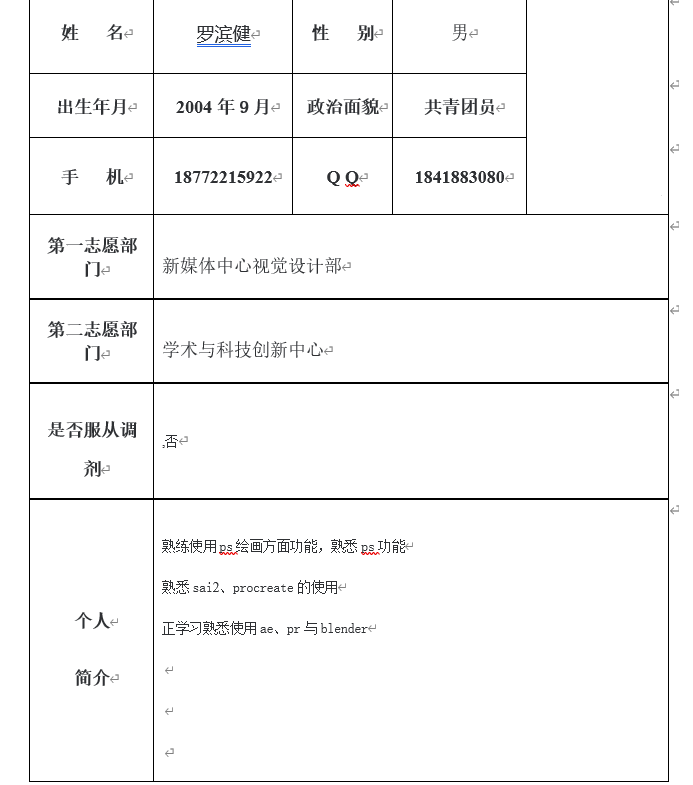 姓 名 罗滨健 性 别 男
出生年月 2004 年 9 月 政治面貌 共青团员
手 机 18772215922 Q Q 1841883080
第一志愿部
门
新媒体中心视觉设计部
第二志愿部
门
学术与科技创新中心
是否服从调
剂
,否
个人
简介
熟练使用 ps 绘画方面功能，熟悉 ps 功能
熟悉 sai2、procreate 的使用
正学习熟悉使用 ae、pr 与 blender